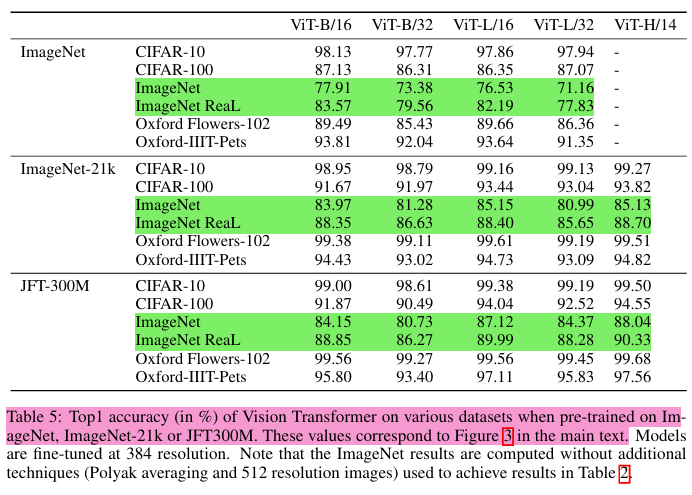 ViT-B/16 ViT-B/32 ViT-L/16 ViT-L/32 ViT-H/14
ImageNet CIFAR-10 98.13 97.77 97.86 97.94 -
CIFAR-100 87.13 86.31 86.35 87.07 -
ImageNet 77.91 73.38 76.53 71.16 -
ImageNet ReaL 83.57 79.56 82.19 77.83 -
Oxford Flowers-102 89.49 85.43 89.66 86.36 -
Oxford-IIIT-Pets 93.81 92.04 93.64 91.35 -
ImageNet-21k CIFAR-10 98.95 98.79 99.16 99.13 99.27
CIFAR-100 91.67 91.97 93.44 93.04 93.82
ImageNet 83.97 81.28 85.15 80.99 85.13
ImageNet ReaL 88.35 86.63 88.40 85.65 88.70
Oxford Flowers-102 99.38 99.11 99.61 99.19 99.51
Oxford-IIIT-Pets 94.43 93.02 94.73 93.09 94.82
JFT-300M CIFAR-10 99.00 98.61 99.38 99.19 99.50
CIFAR-100 91.87 90.49 94.04 92.52 94.55
ImageNet 84.15 80.73 87.12 84.37 88.04
ImageNet ReaL 88.85 86.27 89.99 88.28 90.33
Oxford Flowers-102 99.56 99.27 99.56 99.45 99.68
Oxford-IIIT-Pets 95.80 93.40 97.11 95.83 97.56
Table 5: Top1 accuracy (in %) of Vision Transformer on various datasets when pre-trained on Im-
ageNet, ImageNet-21k or JFT300M. These values correspond to Figure 3 in the main text. Models
are fine-tuned at 384 resolution. Note that the ImageNet results are computed without additional
techniques (Polyak averaging and 512 resolution images) used to achieve results in Table 2.